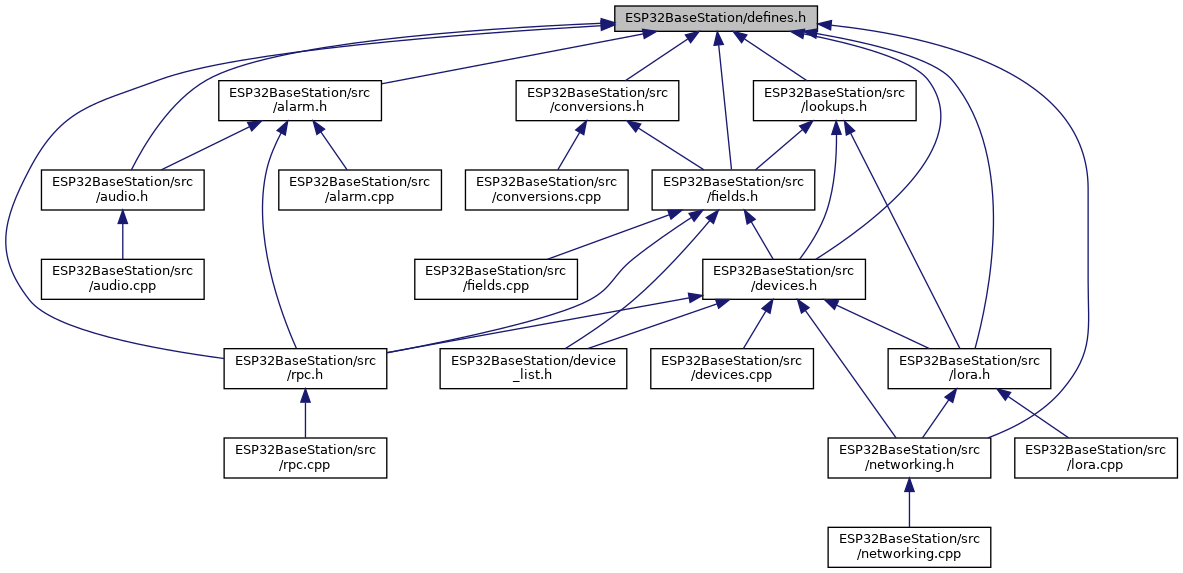 ESP32BaseStation/defines.h
ESP32BaseStation/src
/alarm.h
ESP32BaseStation/src
/conversions.h
ESP32BaseStation/src
/lookups.h
ESP32BaseStation/src
/audio.h
ESP32BaseStation/src
/alarm.cpp
ESP32BaseStation/src
/conversions.cpp
ESP32BaseStation/src
/fields.h
ESP32BaseStation/src
/audio.cpp
ESP32BaseStation/src
/fields.cpp
ESP32BaseStation/src
/devices.h
ESP32BaseStation/src
/rpc.h
ESP32BaseStation/device
_list.h
ESP32BaseStation/src
/devices.cpp
ESP32BaseStation/src
/lora.h
ESP32BaseStation/src
/rpc.cpp
ESP32BaseStation/src
/networking.h
ESP32BaseStation/src
/lora.cpp
ESP32BaseStation/src
/networking.cpp